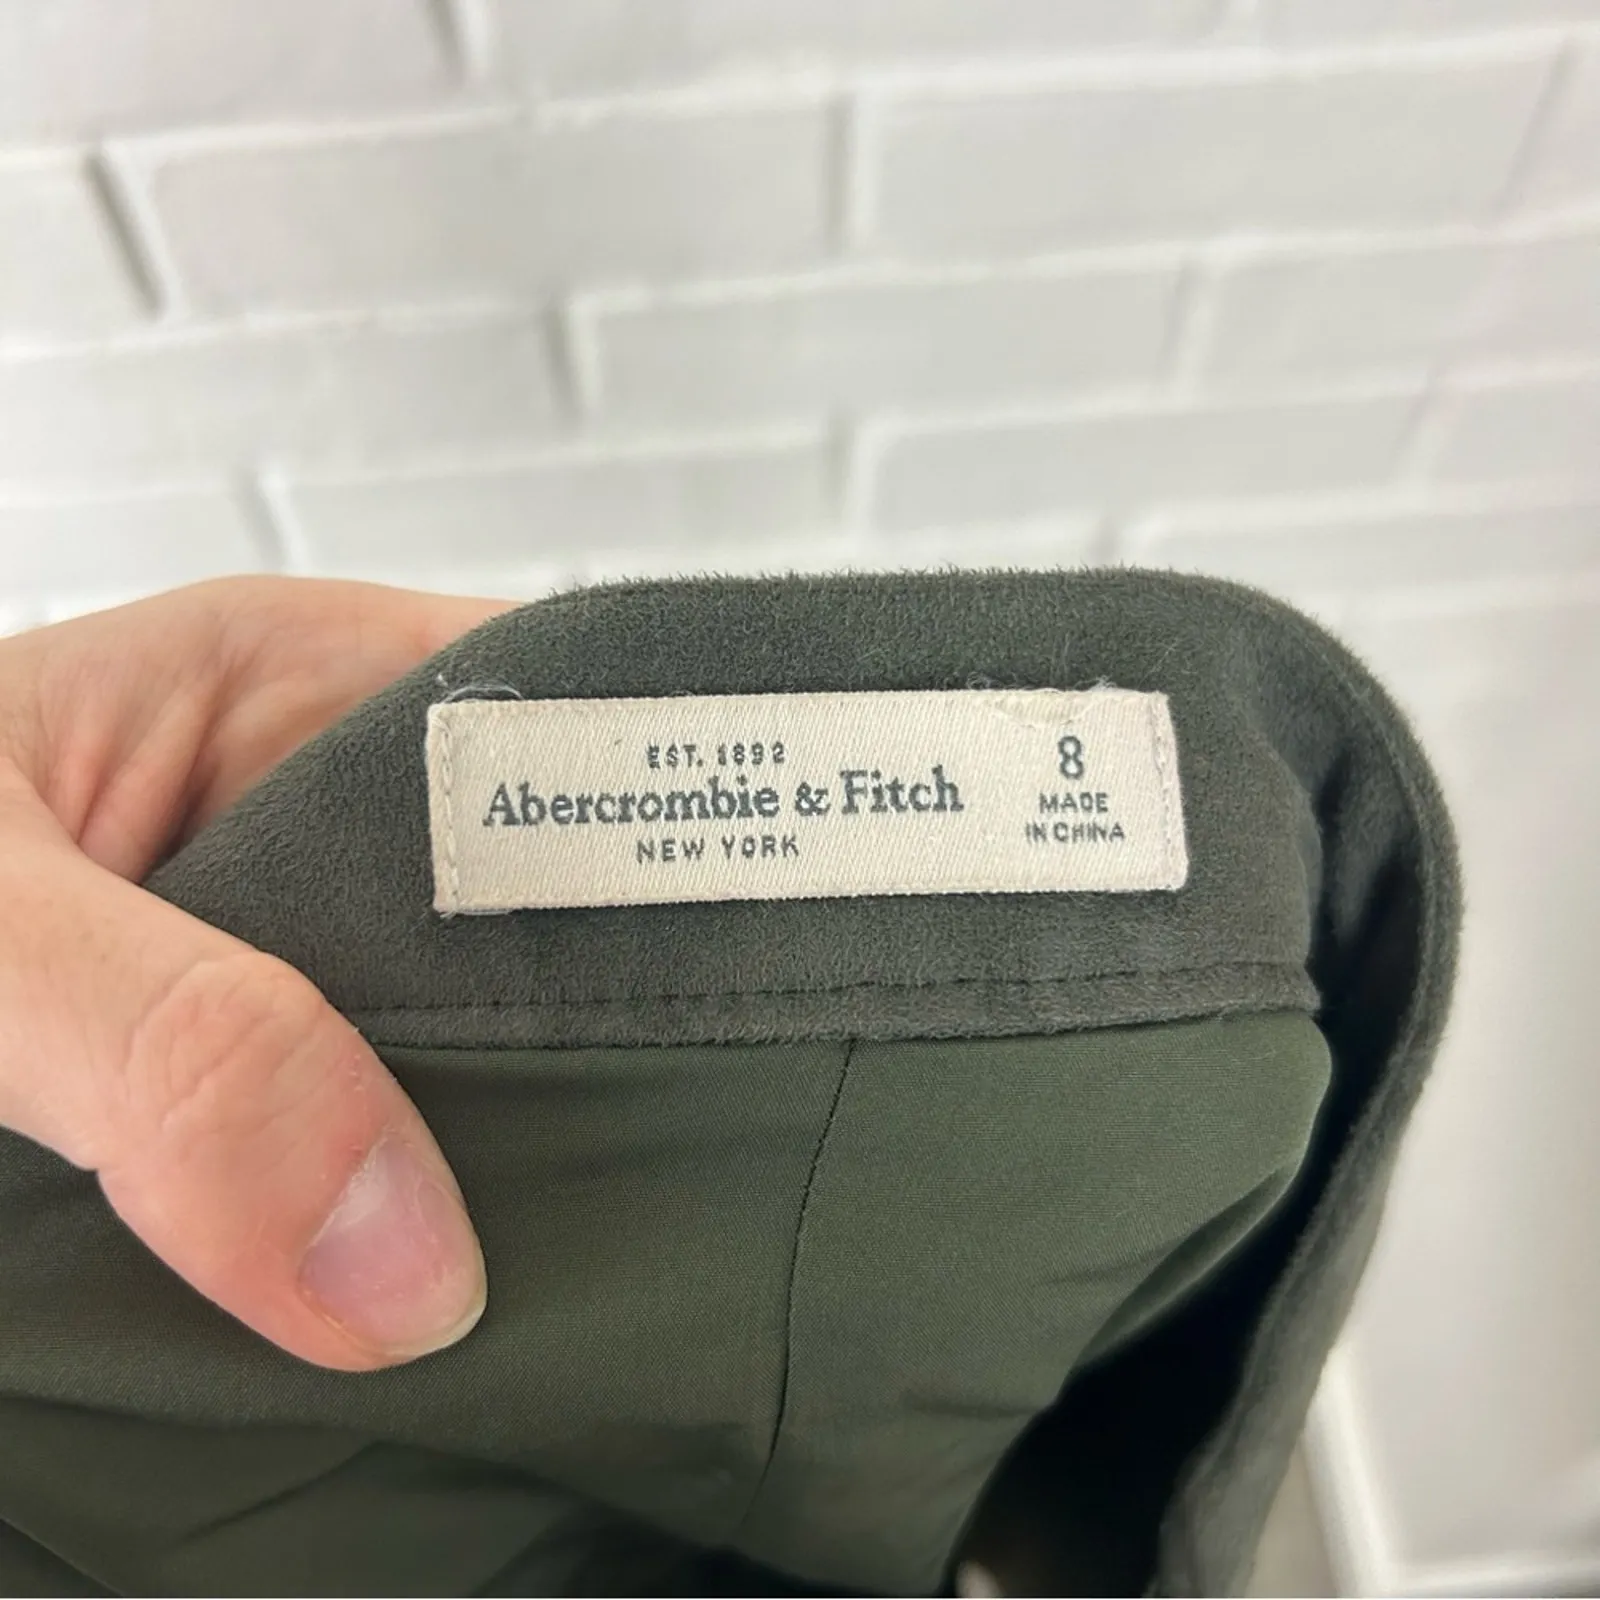 EST. 1892
Abercrombie & Fitch
NEW YORK
8
MADE
IN CHINA